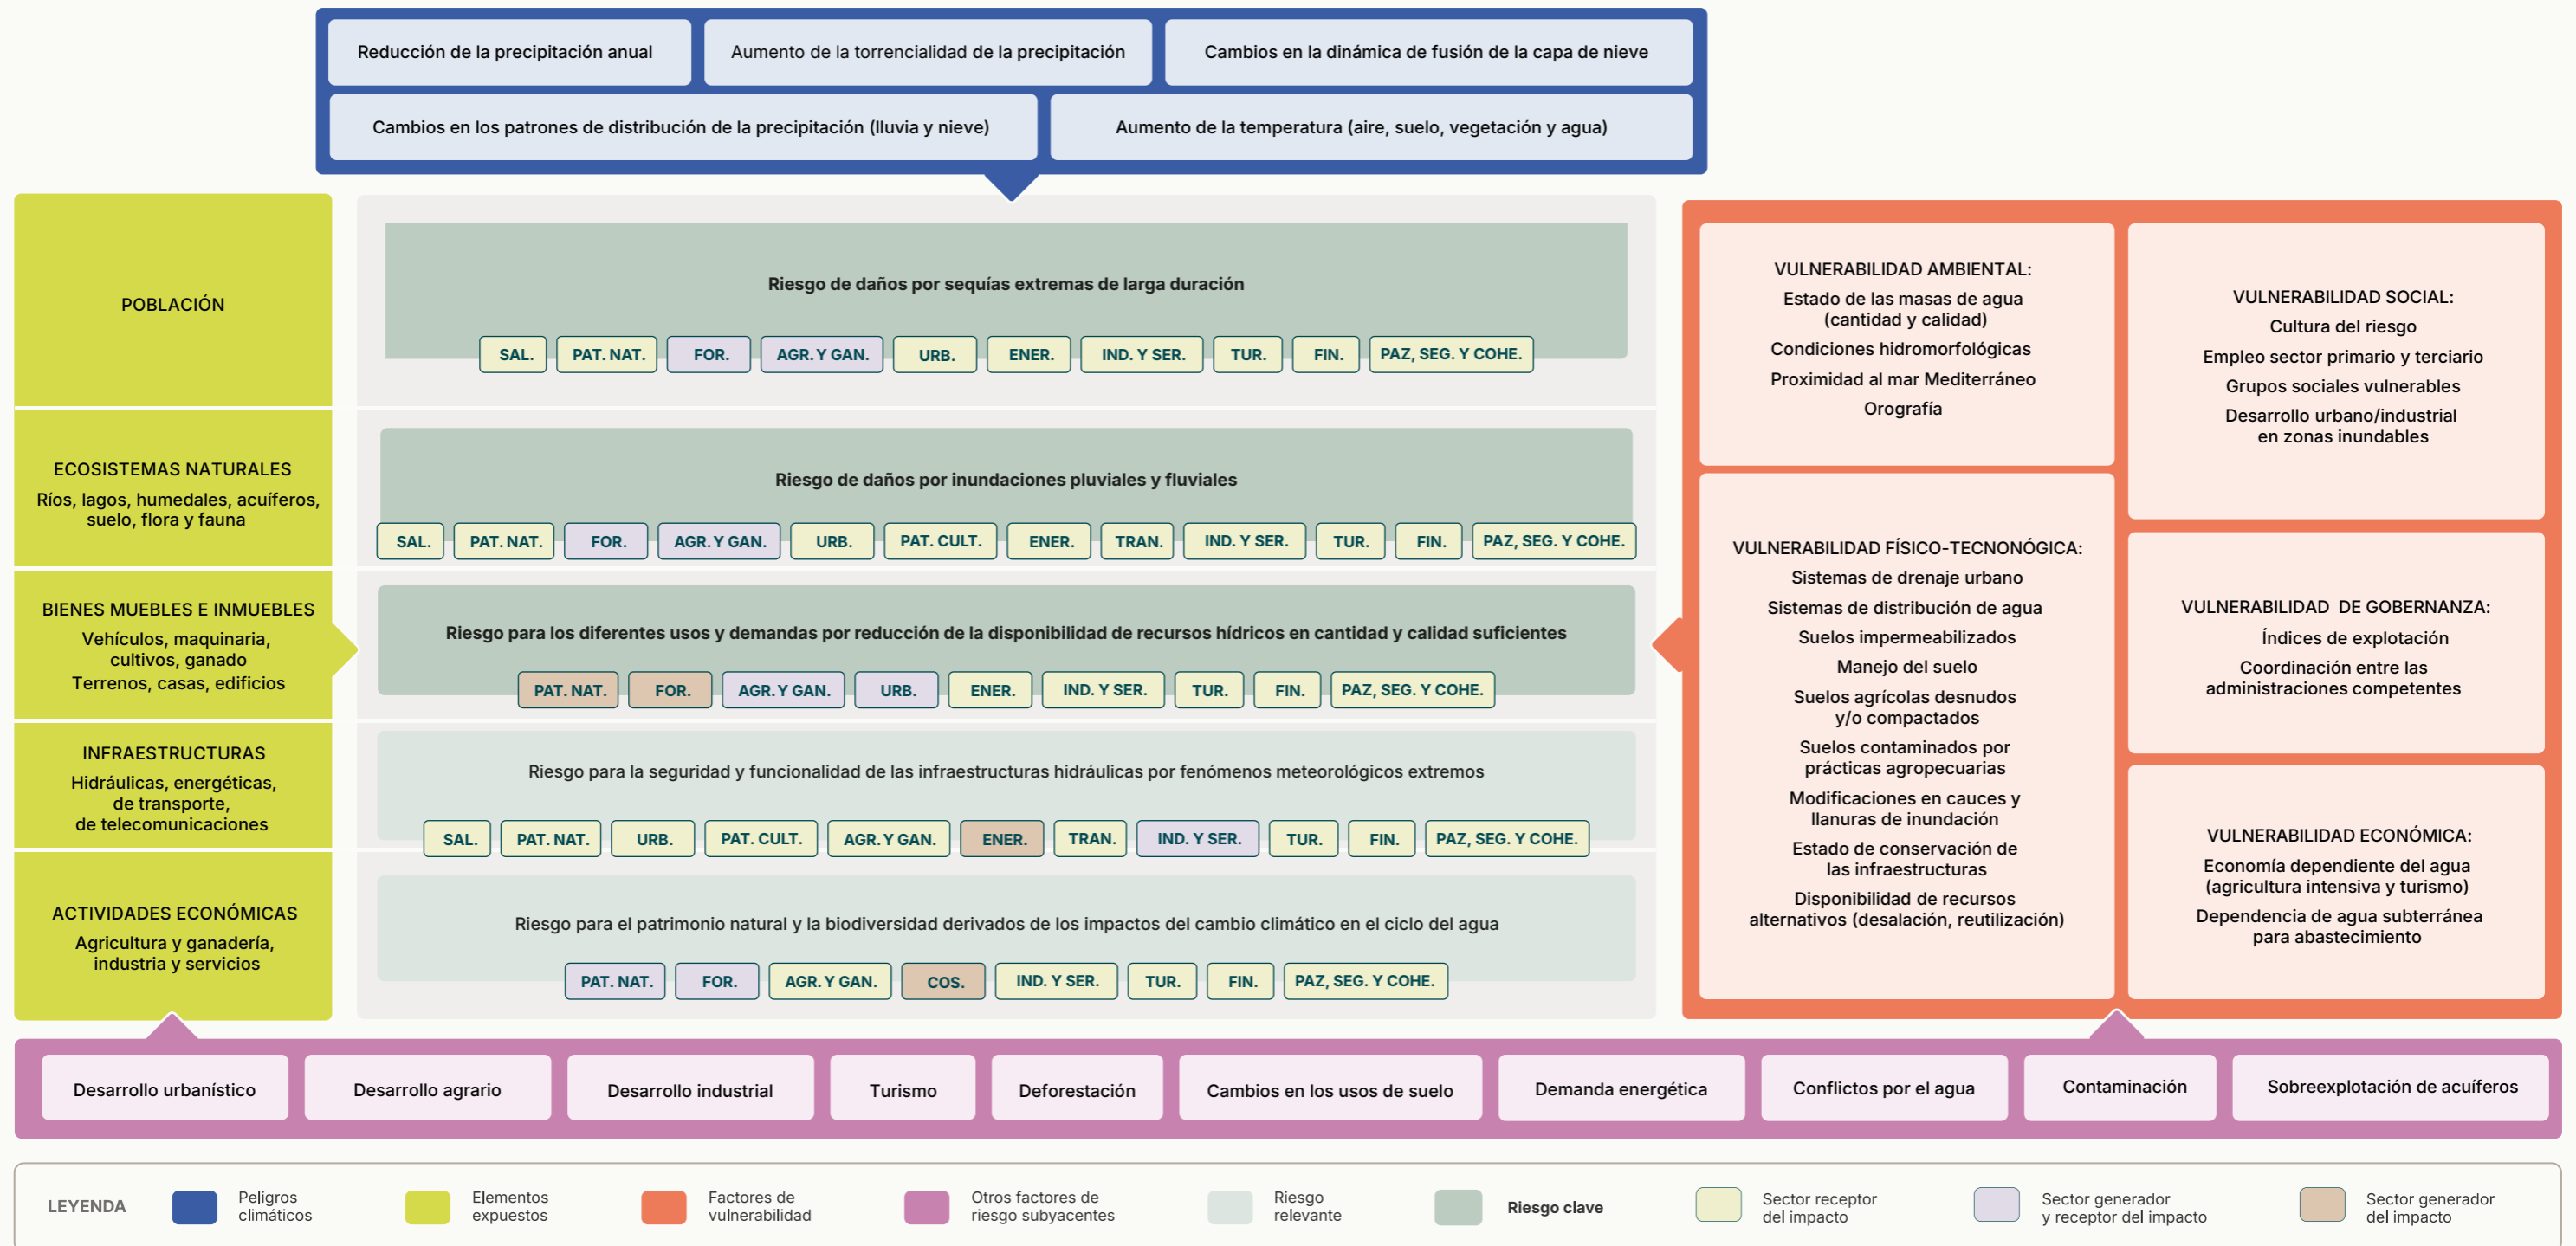 Reducción de la precipitación anual
Aumento de la torrencialidad de la precipitación
Cambios en la dinámica de fusión de la capa de nieve
Cambios en los patrones de distribución de la precipitación (lluvia y nieve)
Aumento de la temperatura (aire, suelo, vegetación y agua)
POBLACIÓN
ECOSISTEMAS NATURALES
Ríos, lagos, humedales, acuíferos,
suelo, flora y fauna
BIENES MUEBLES E INMUEBLES
Vehículos, maquinaria,
cultivos, ganado
Terrenos, casas, edificios
INFRAESTRUCTURAS
Hidráulicas, energéticas,
de transporte,
de telecomunicaciones
ACTIVIDADES ECONÓMICAS
Agricultura y ganadería,
industria y servicios
Riesgo de daños por sequías extremas de larga duración
SAL. PAT. NAT. FOR. AGR. Y GAN. URB. ENER. IND. Y SER. TUR. FIN. PAZ, SEG. Y COHE.
Riesgo de daños por inundaciones pluviales y fluviales
SAL. PAT. NAT. FOR. AGR. Y GAN. URB. PAT. CULT. ENER. TRAN. IND. Y SER. TUR. FIN. PAZ, SEG. Y COHE.
Riesgo para los diferentes usos y demandas por reducción de la disponibilidad de recursos hídricos en cantidad y calidad suficientes
PAT. NAT. FOR. AGR. Y GAN. URB. ENER. IND. Y SER. TUR. FIN. PAZ, SEG. Y COHE.
Riesgo para la seguridad y funcionalidad de las infraestructuras hidráulicas por fenómenos meteorológicos extremos
SAL. PAT. NAT. URB. PAT. CULT. AGR. Y GAN. ENER. TRAN. IND. Y SER. TUR. FIN. PAZ, SEG. Y COHE.
Riesgo para el patrimonio natural y la biodiversidad derivados de los impactos del cambio climático en el ciclo del agua
PAT. NAT. FOR. AGR. Y GAN. COS. IND. Y SER. TUR. FIN. PAZ, SEG. Y COHE.
VULNERABILIDAD AMBIENTAL:
Estado de las masas de agua
(cantidad y calidad)
Condiciones hidromorfológicas
Proximidad al mar Mediterráneo
Orografía
VULNERABILIDAD FÍSICO-TECNONÓGICA:
Sistemas de drenaje urbano
Sistemas de distribución de agua
Suelos impermeabilizados
Manejo del suelo
Suelos agrícolas desnudos
y/o compactados
Suelos contaminados por
prácticas agropecuarias
Modificaciones en cauces y
llanuras de inundación
Estado de conservación de
las infraestructuras
Disponibilidad de recursos
alternativos (desalación, reutilización)
VULNERABILIDAD SOCIAL:
Cultura del riesgo
Empleo sector primario y terciario
Grupos sociales vulnerables
Desarrollo urbano/industrial
en zonas inundables
VULNERABILIDAD DE GOBERNANZA:
Índices de explotación
Coordinación entre las
administraciones competentes
VULNERABILIDAD ECONÓMICA:
Economía dependiente del agua
(agricultura intensiva y turismo)
Dependencia de agua subterránea
para abastecimiento
Desarrollo urbanístico
Desarrollo agrario
Desarrollo industrial
Turismo
Deforestación
Cambios en los usos de suelo
Demanda energética
Conflictos por el agua
Contaminación
Sobreexplotación de acuíferos
LEYENDA
Peligros
climáticos
Elementos
expuestos
Factores de
vulnerabilidad
Otros factores de
riesgo subyacentes
Riesgo
relevante
Riesgo clave
Sector receptor
del impacto
Sector generador
y receptor del impacto
Sector generador
del impacto